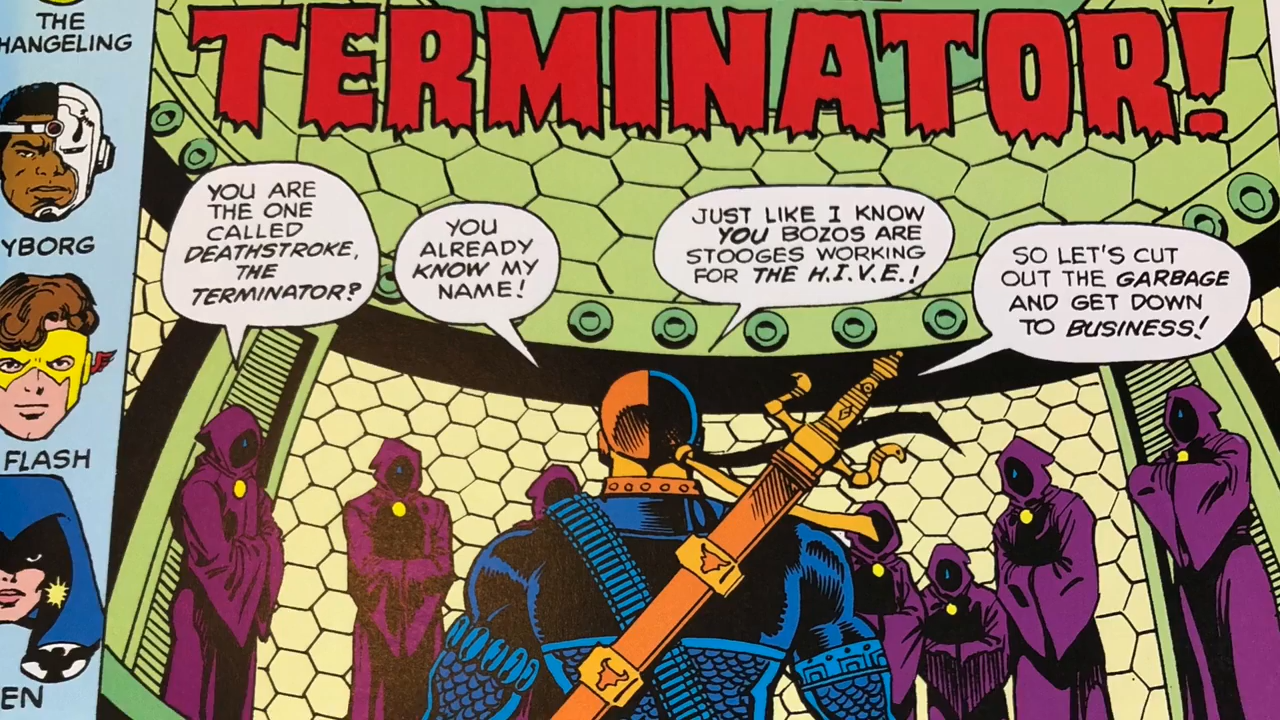 THE
HANGELING
YBORG
FLASH
EN
TERMINATOR!
YOU ARE
THE ONE
CALLED
DEATHSTROKE,
THE
TERMINATOR?
YOU
ALREADY
KNOW MY
NAME!
JUST LIKE I KNOW
YOU BOZOS ARE
STOOGES WORKING
FOR THE H.I.V.E.!
SO LET'S CUT
OUT THE GARBAGE
AND GET DOWN
TO BUSINESS!